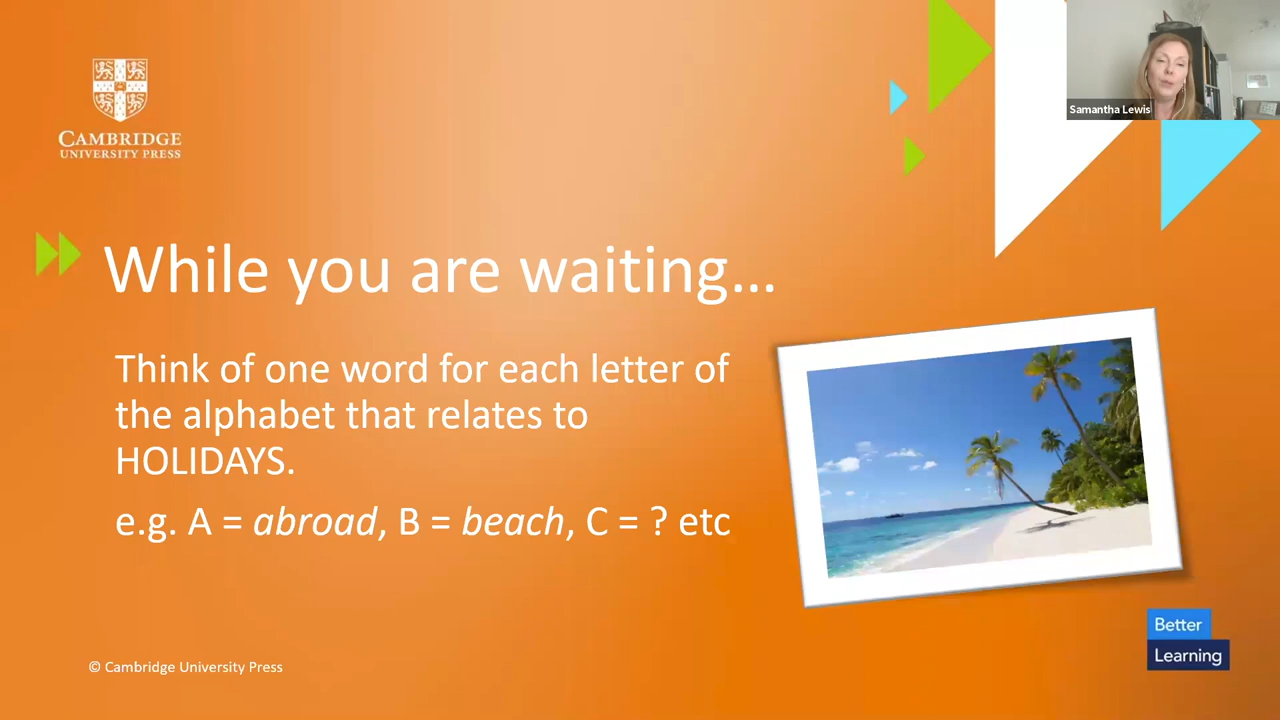 CAMBRIDGE
UNIVERSITY PRESS
Samantha Lewis
While you are waiting...
Think of one word for each letter of
the alphabet that relates to
HOLIDAYS.
e.g. A = abroad, B = beach, C = ? etc
Better
Learning
© Cambridge University Press